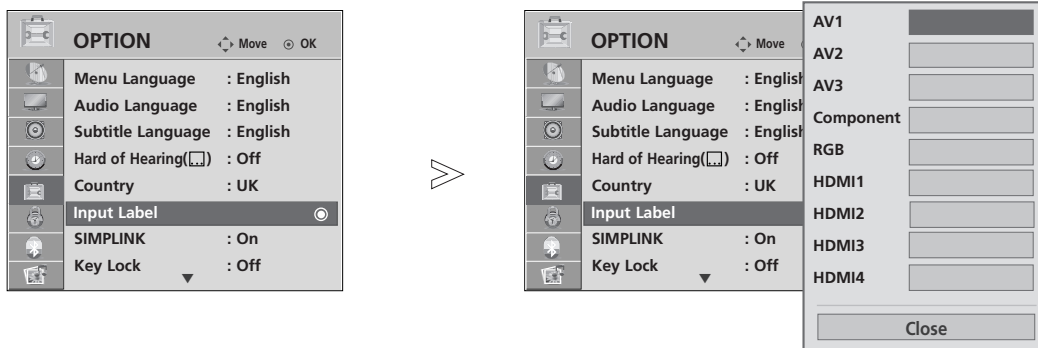 OPTION Move OK
Menu Language : English
Audio Language : English
Subtitle Language : English
Hard of Hearing( ) : Off
Country : UK
Input Label
SIMPLINK : On
Key Lock : Off
OPTION Move
Menu Language : English
Audio Language : English
Subtitle Language : English
Hard of Hearing( ) : Off
Country : UK
Input Label
SIMPLINK : On
Key Lock : Off
AV1
AV2
AV3
Component
RGB
HDMI1
HDMI2
HDMI3
HDMI4
Close